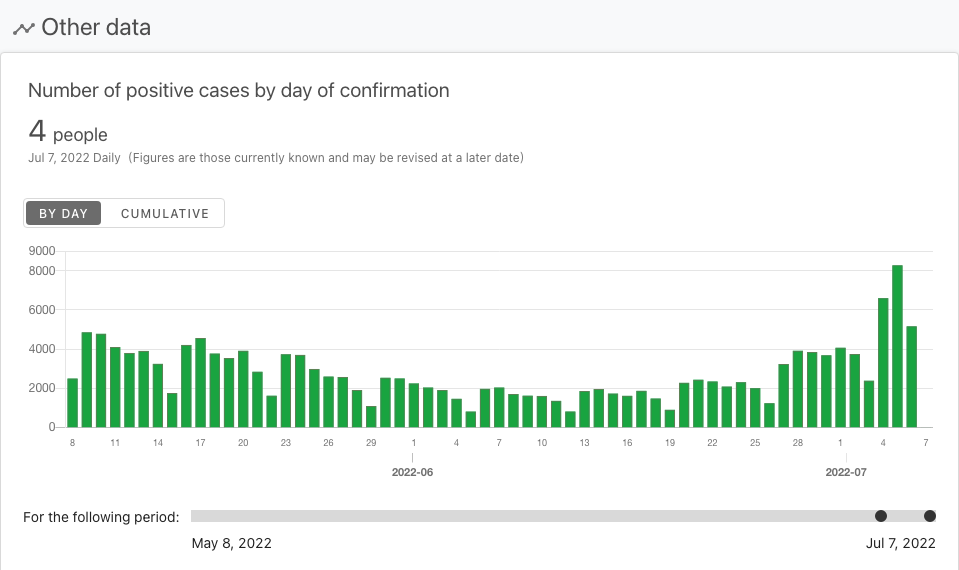 Other data
Number of positive cases by day of confirmation
4 people
Jul 7, 2022 Daily (Figures are those currently known and may be revised at a later date)
BY DAY CUMULATIVE
9000
8000
6000
4000
2000
0
8 11 14 17 20 23 26 29 1 4 7 10 13 16 19 22 25 28 1 4 7
2022-06 2022-07
For the following period:
May 8, 2022 Jul 7, 2022